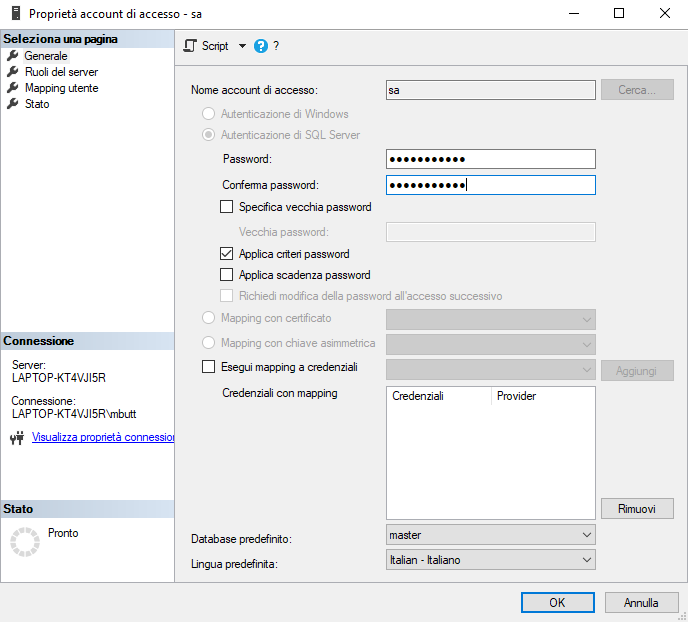 Proprietà account di accesso - sa
Seleziona una pagina
Generale
Ruoli del server
Mapping utente
Stato
Connessione
Server:
LAPTOP-KT4VJI5R
Connessione:
LAPTOP-KT4VJI5R\mbutt
Visualizza proprietà connession
Stato
Pronto
Script ?
Nome account di accesso: sa Cerca...
Autenticazione di Windows
Autenticazione di SQL Server
Password: ●●●●●●●●●●●
Conferma password: ●●●●●●●●●●●
Specifica vecchia password
Vecchia password:
Applica criteri password
Applica scadenza password
Richiedi modifica della password all'accesso successivo
Mapping con certificato
Mapping con chiave asimmetrica
Esegui mapping a credenziali Aggiungi
Credenziali con mapping Credenziali Provider
Rimuovi
Database predefinito: master
Lingua predefinita: Italian - Italiano
OK Annulla